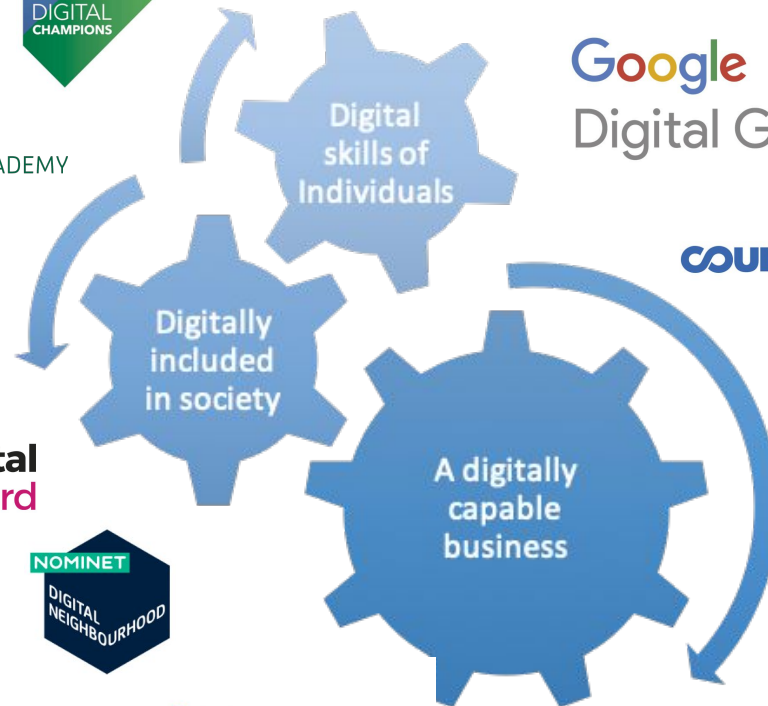 DIGITAL
CHAMPIONS
Google
Digital G
ADEMY
Digital
skills of
Individuals
COUR
Digitally
included
in society
tal
rd
A digitally
capable
business
NOMINET
DIGITAL
NEIGHBOURHOOD